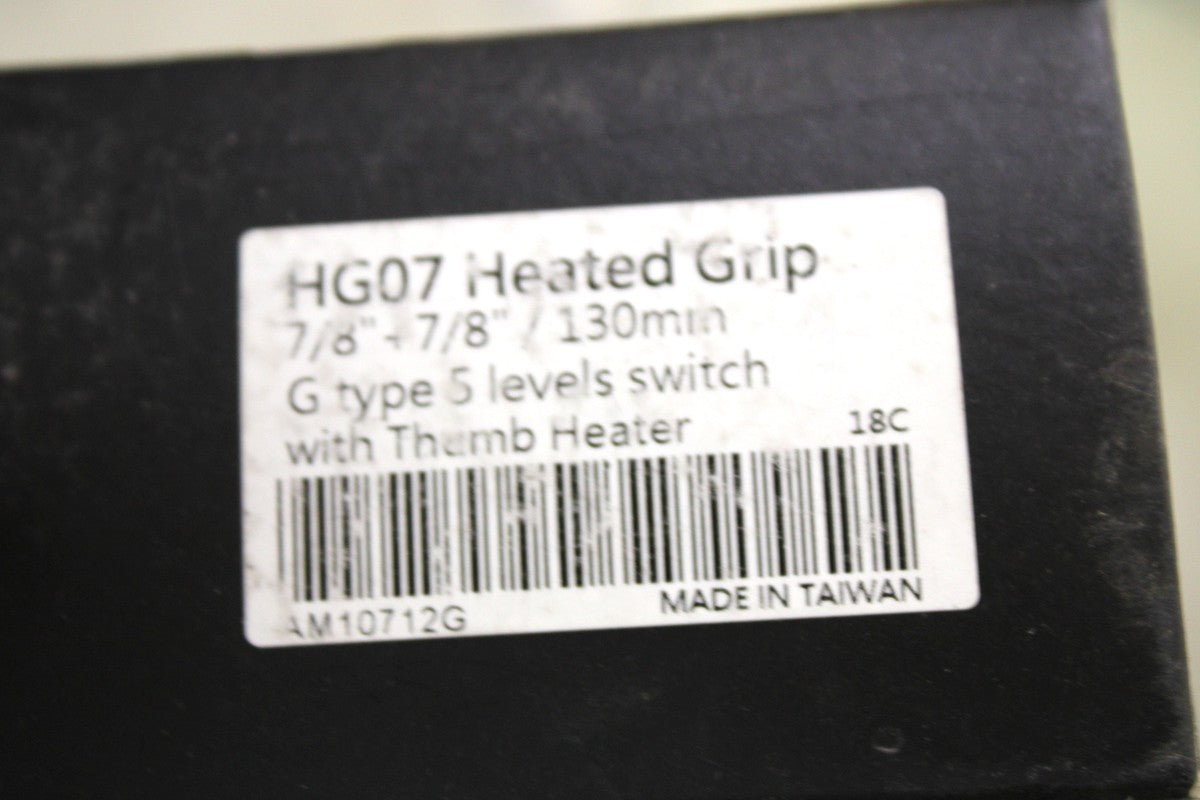 HG07 Heated Grip
7/8" - 7/8" / 130mm
G type 5 levels switch
with Thumb Heater
18C
AM10712G
MADE IN TAIWAN